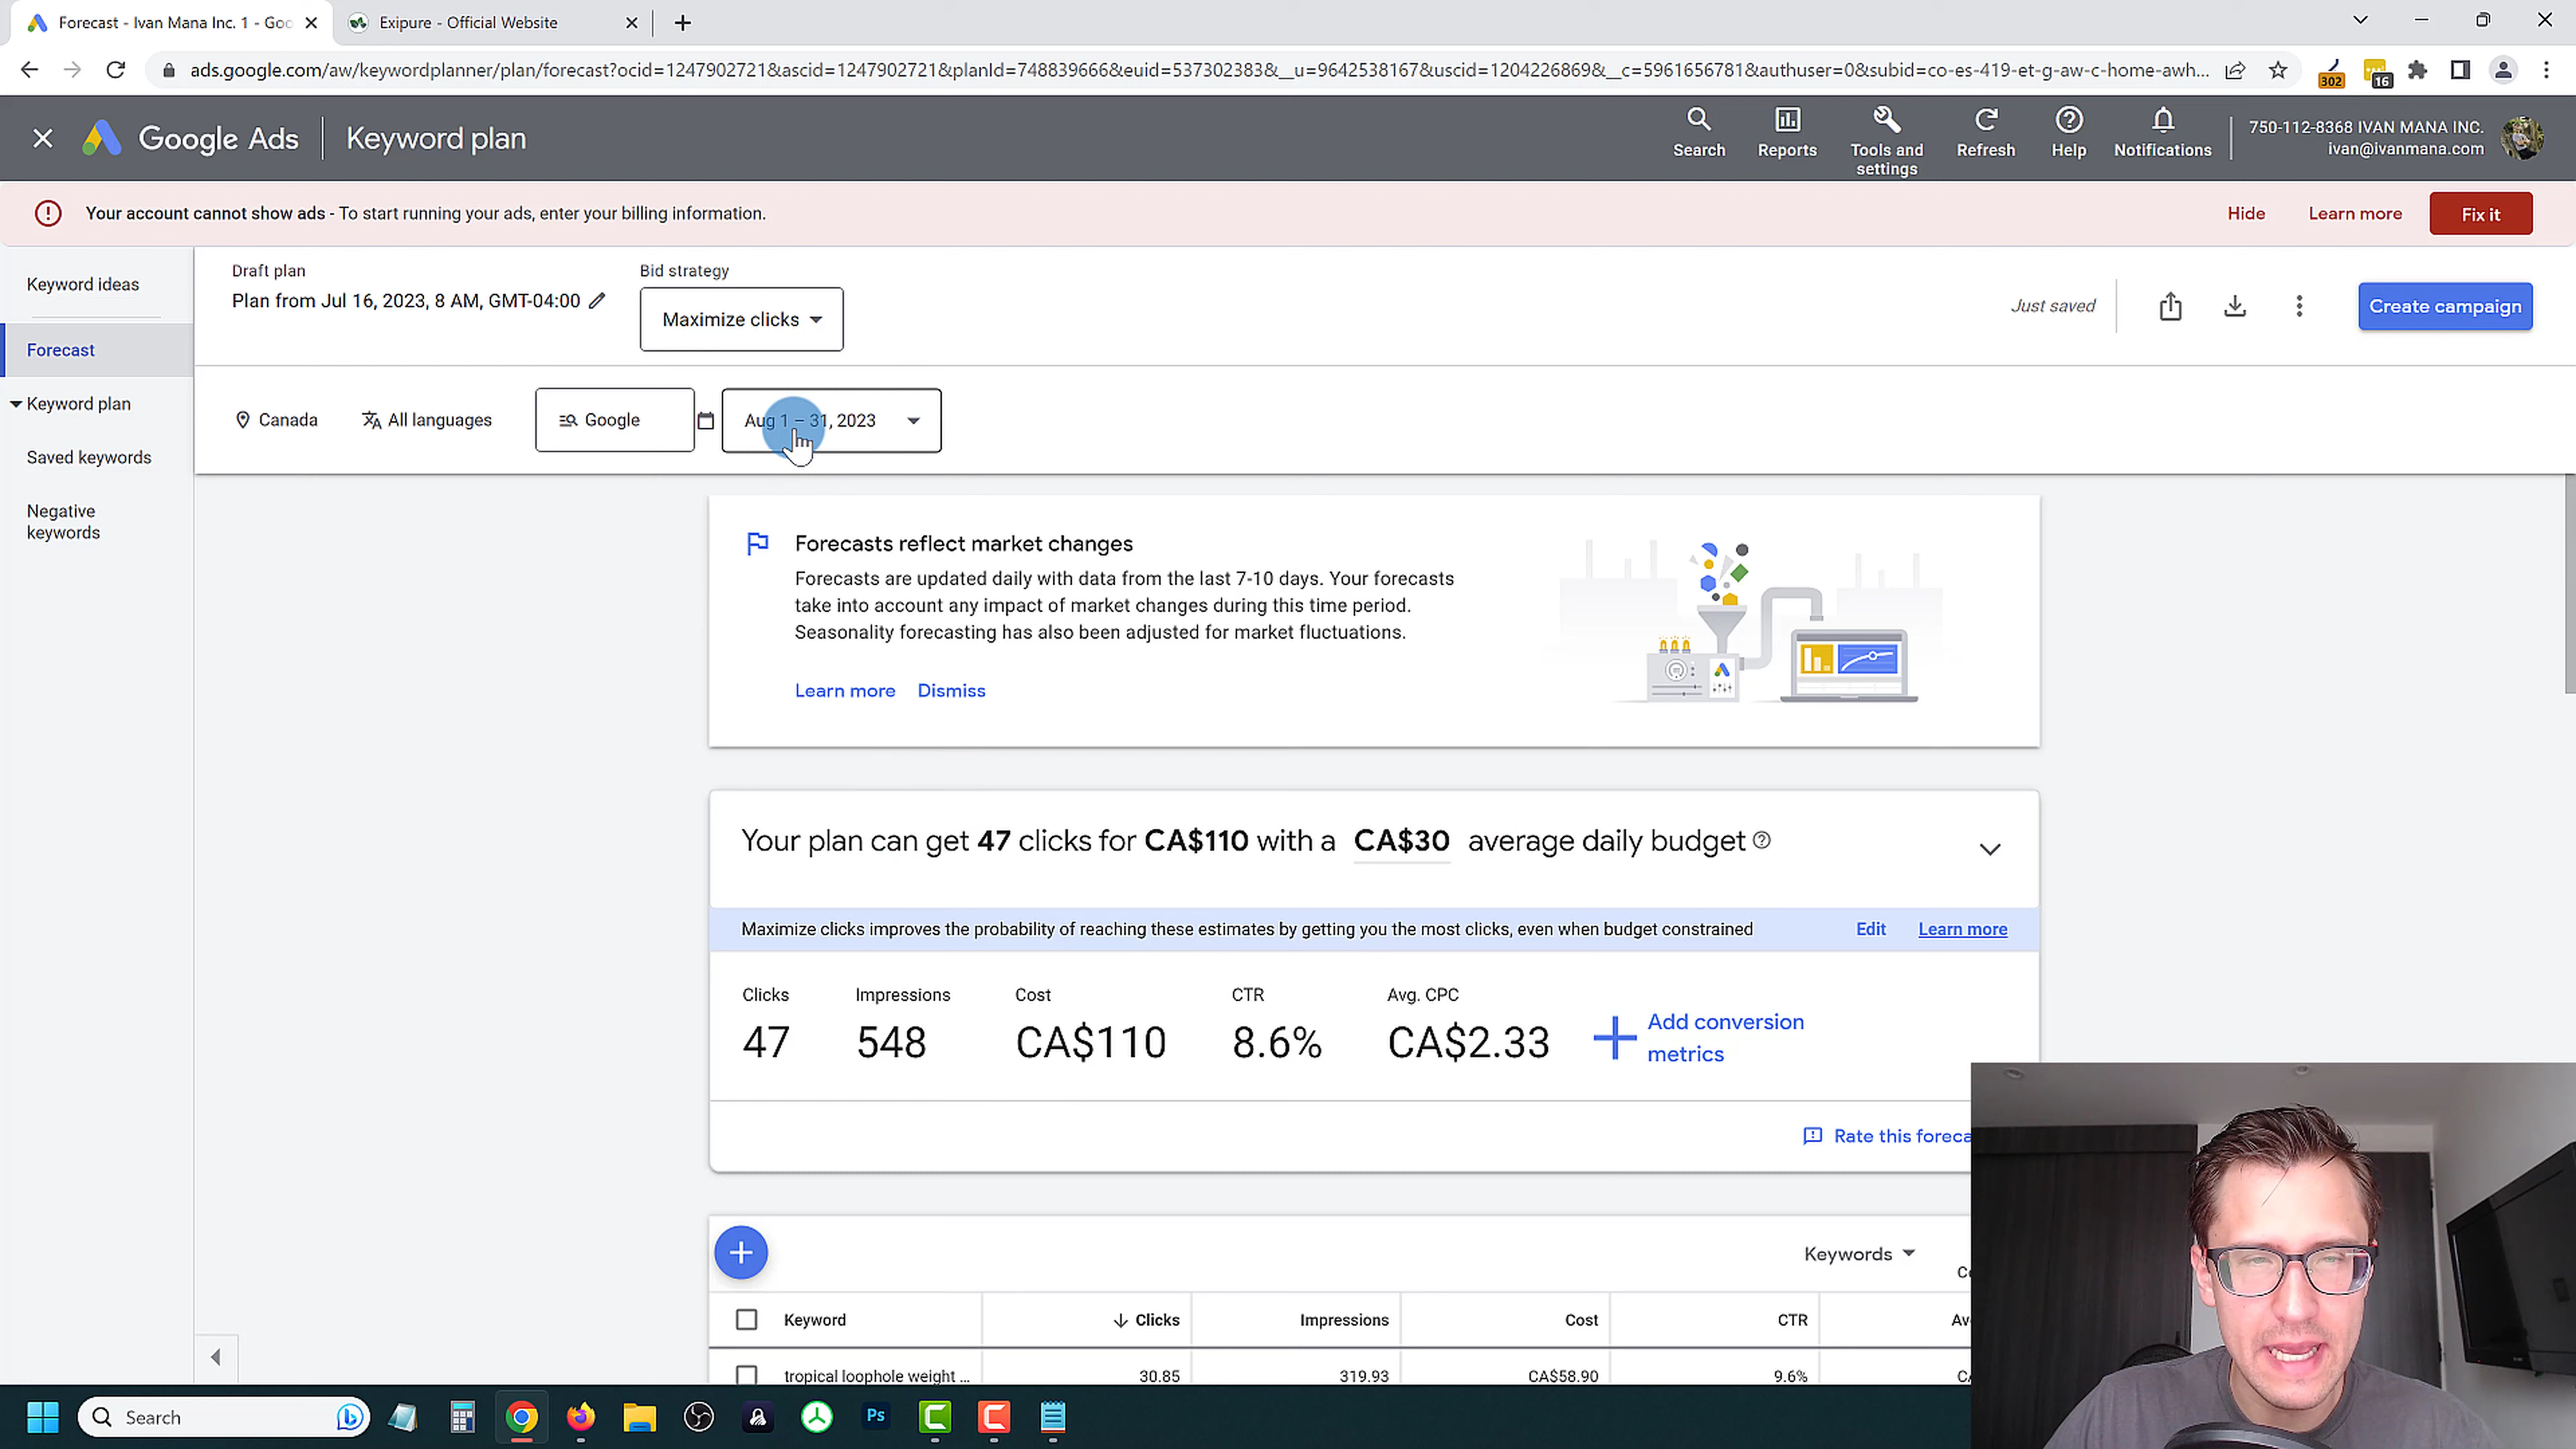 Forecast - Ivan Mana Inc. 1 - Goo
Exipure - Official Website
ads.google.com/aw/keywordplanner/plan/forecast?ocid=1247902721&ascid=1247902721&planId=748839666&euid=537302383&__u=9642538167&uscid=1204226869&__c=5961656781&authuser=0&subid=co-es-419-et-g-aw-c-home-awh...
302
16
Google Ads
Keyword plan
Search
Reports
Tools and
settings
Refresh
Help
Notifications
750-112-8368 IVAN MANA INC.
ivan@ivanmana.com
Your account cannot show ads - To start running your ads, enter your billing information.
Hide
Learn more
Fix it
Keyword ideas
Forecast
Keyword plan
Saved keywords
Negative
keywords
Draft plan
Plan from Jul 16, 2023, 8 AM, GMT-04:00
Bid strategy
Maximize clicks
Just saved
Create campaign
Canada
All languages
Google
Aug 1 – 31, 2023
Forecasts reflect market changes
Forecasts are updated daily with data from the last 7-10 days. Your forecasts
take into account any impact of market changes during this time period.
Seasonality forecasting has also been adjusted for market fluctuations.
Learn more
Dismiss
Your plan can get 47 clicks for CA$110 with a CA$30 average daily budget
Maximize clicks improves the probability of reaching these estimates by getting you the most clicks, even when budget constrained
Edit
Learn more
Clicks
Impressions
Cost
CTR
Avg. CPC
47
548
CA$110
8.6%
CA$2.33
Add conversion
metrics
Rate this foreca
Keywords
Keyword
Clicks
Impressions
Cost
CTR
tropical loophole weight ...
30.85
319.93
CA$58.90
9.6%
Search
Ps